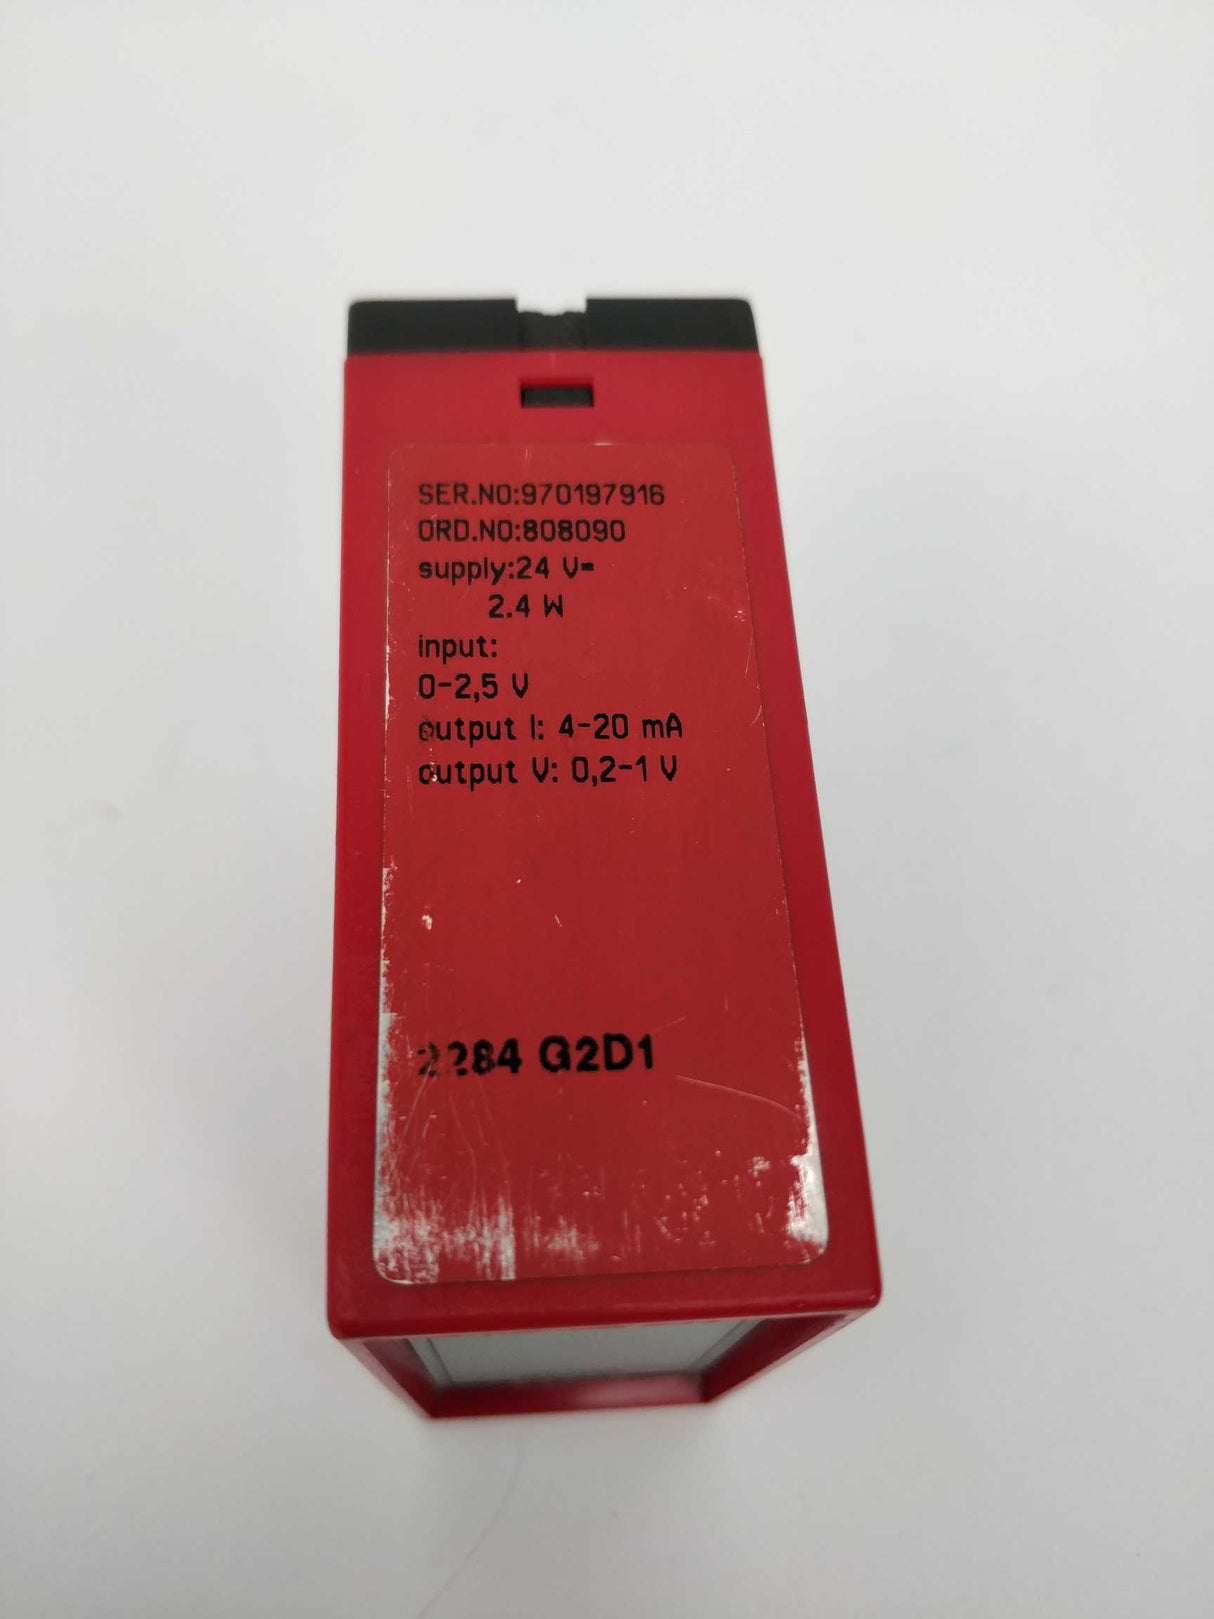 SER.NO:970197916
ORD.NO:808090
supply:24 V=
2.4 W
input:
0-2,5 V
output I: 4-20 mA
output V: 0,2-1 V
2284 G2D1